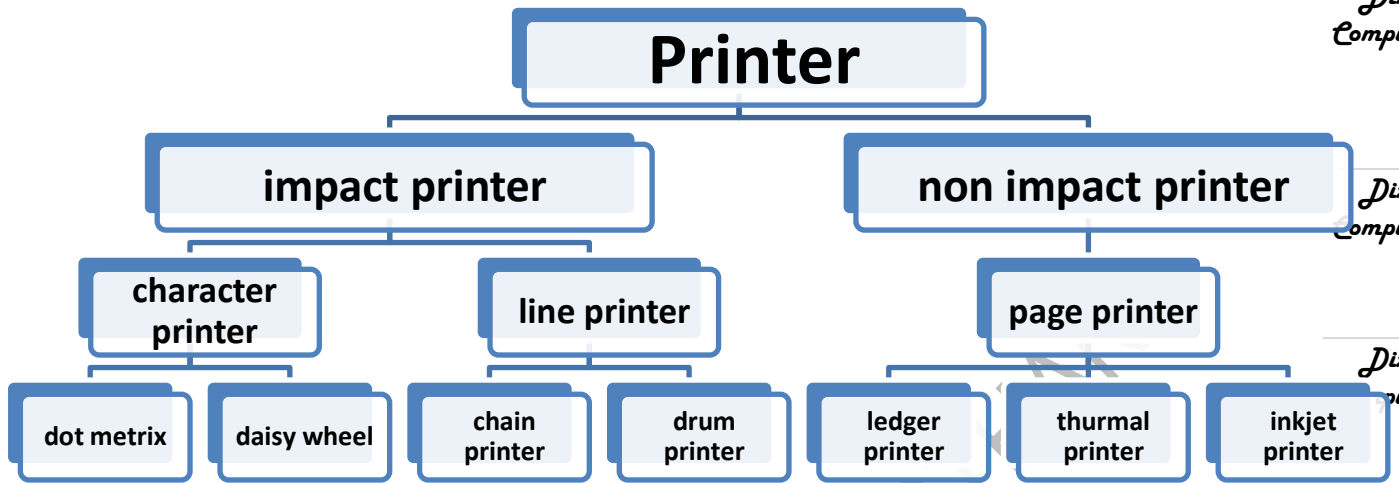 Printer
impact printer
non impact printer
character
printer
line printer
page printer
dot metrix
daisy wheel
chain
printer
drum
printer
ledger
printer
thurmal
printer
inkjet
printer